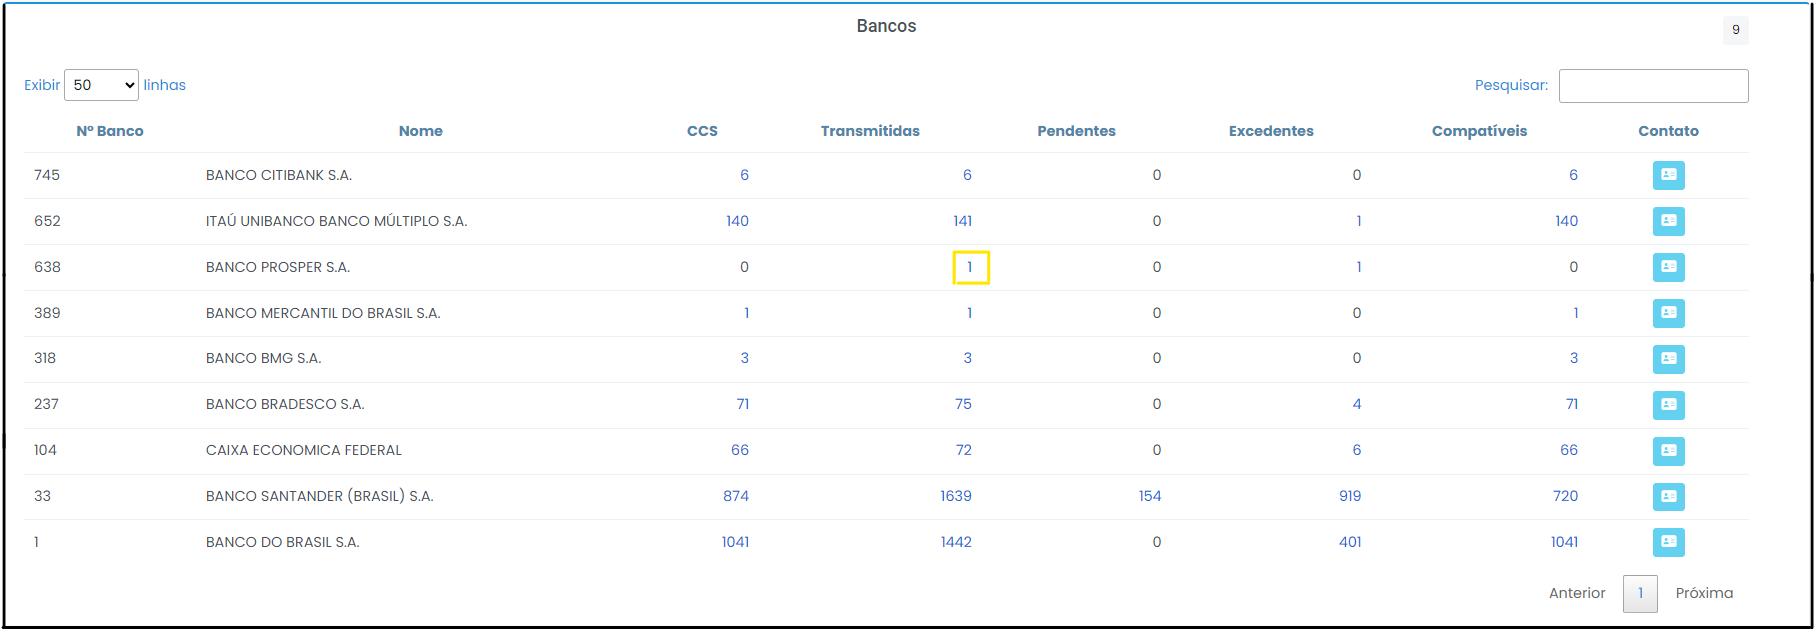 Bancos
9
Exibir 50 linhas
Pesquisar:
Nº Banco Nome CCS Transmitidas Pendentes Excedentes Compatíveis Contato
745 BANCO CITIBANK S.A. 6 6 0 0 6
652 ITAÚ UNIBANCO BANCO MÚLTIPLO S.A. 140 141 0 1 140
638 BANCO PROSPER S.A. 0 1 0 1 0
389 BANCO MERCANTIL DO BRASIL S.A. 1 1 0 0 1
318 BANCO BMG S.A. 3 3 0 0 3
237 BANCO BRADESCO S.A. 71 75 0 4 71
104 CAIXA ECONOMICA FEDERAL 66 72 0 6 66
33 BANCO SANTANDER (BRASIL) S.A. 874 1639 154 919 720
1 BANCO DO BRASIL S.A. 1041 1442 0 401 1041
Anterior 1 Próxima